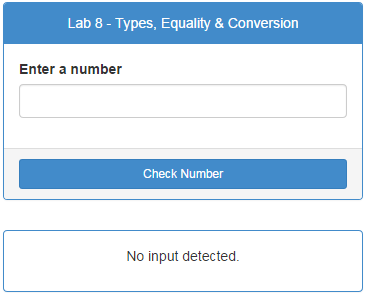 Lab 8 - Types, Equality & Conversion
Enter a number
Check Number
No input detected.